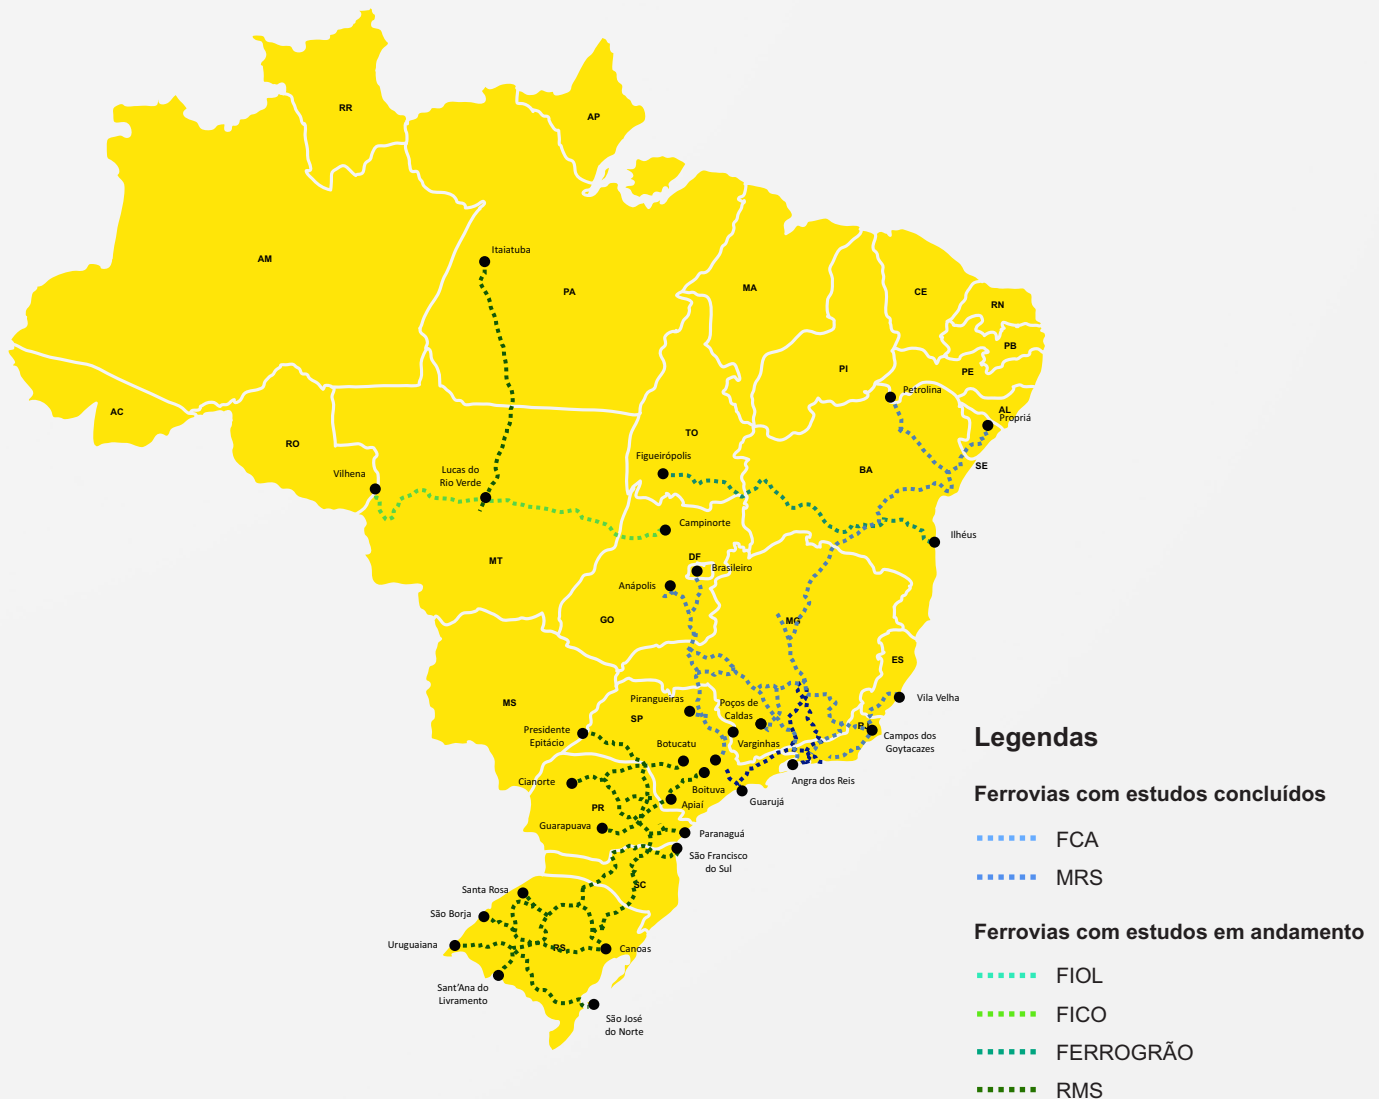 RR
AP
Itaiatuba
AM
PA
MA
CE
RN
PB
PI
PE
Petrolina
AC
AL
Propriá
RO
TO
Figueirópolis
Vilhena
Lucas do
Rio Verde
BA
SE
Campinorte
Ilhéus
MT
DF
Brasileiro
Anápolis
GO
MG
ES
MS
Pirangueiras
SP
Poços de
Caldas
Vila Velha
Presidente
Epitácio
Botucatu
Varginhas
Campos dos
Goytacazes
Cianorte
Boituva
Angra dos Reis
PR
Apiaí
Guarujá
Guarapuava
Paranaguá
São Francisco
do Sul
SC
Santa Rosa
São Borja
Uruguaiana
RS
Canoas
Sant'Ana do
Livramento
São José
do Norte
Legendas
Ferrovias com estudos concluídos
FCA
MRS
Ferrovias com estudos em andamento
FIOL
FICO
FERROGRÃO
RMS